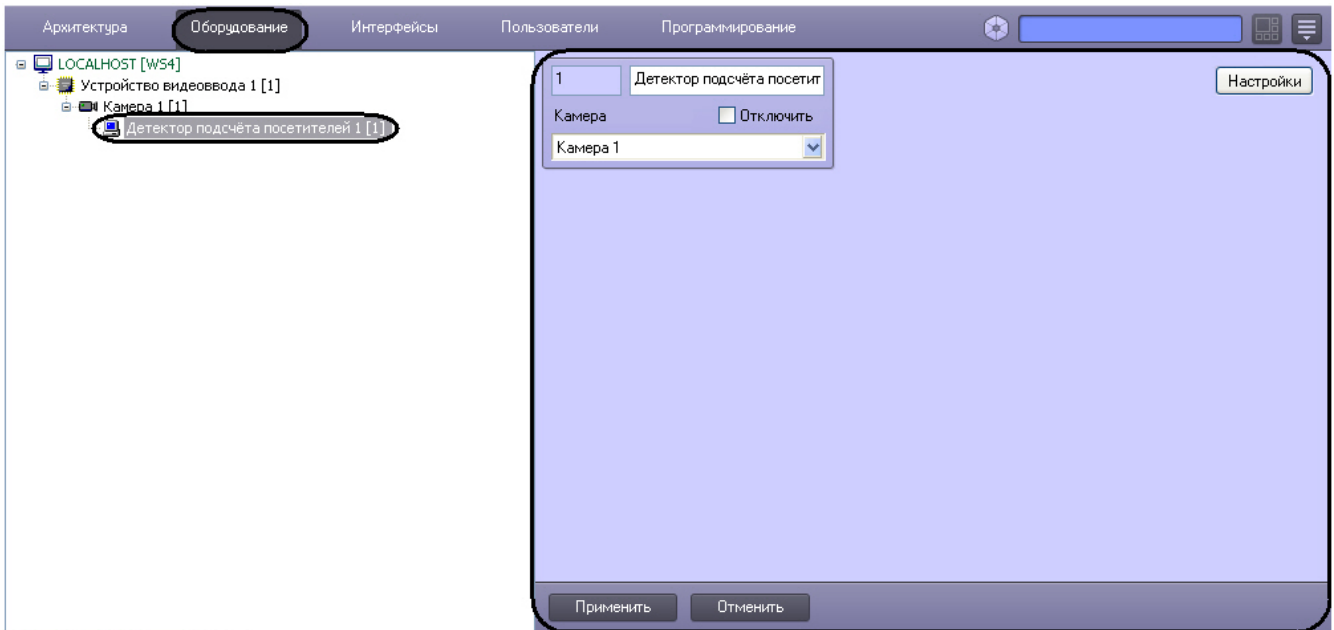 Архитектура Оборудование Интерфейсы Пользователи Программирование
LOCALHOST [WS4]
Устройство видеоввода 1 [1]
Камера 1 [1]
Детектор подсчёта посетителей 1 [1]
1 Детектор подсчёта посетит
Настройки
Камера Отключить
Камера 1
Применить Отменить